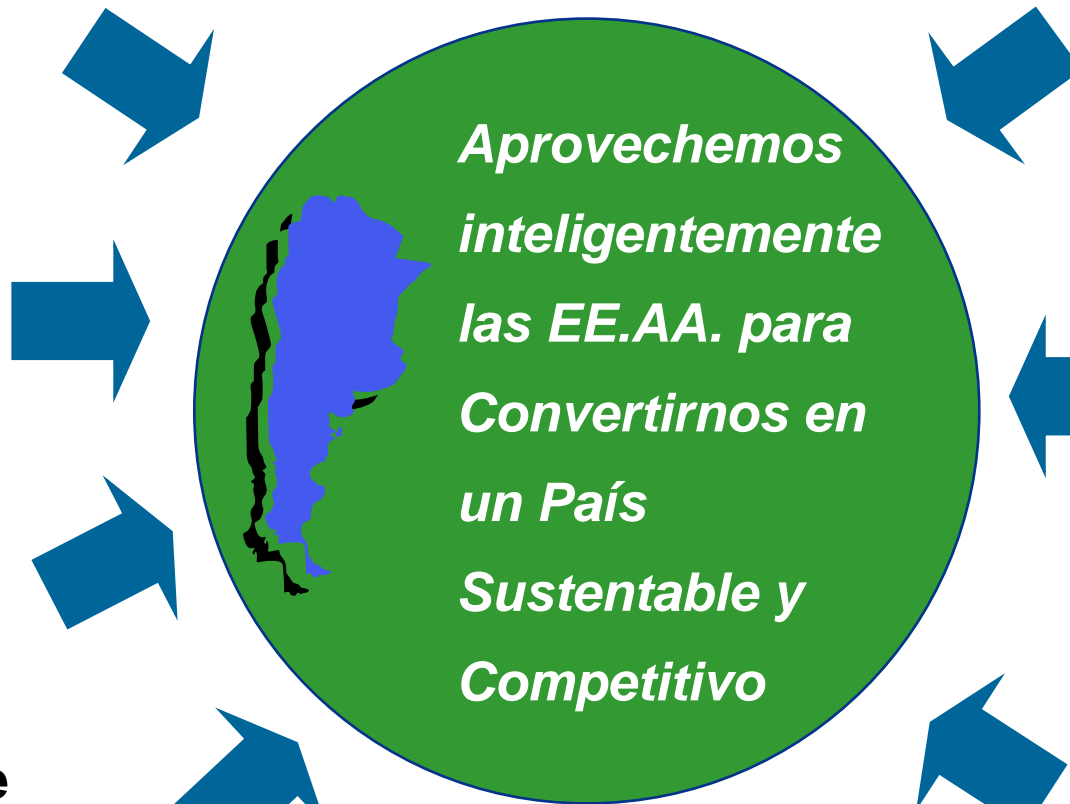 Aprovechemos
inteligentemente
las EE.AA. para
Convertirnos en
un País
Sustentable y
Competitivo
e